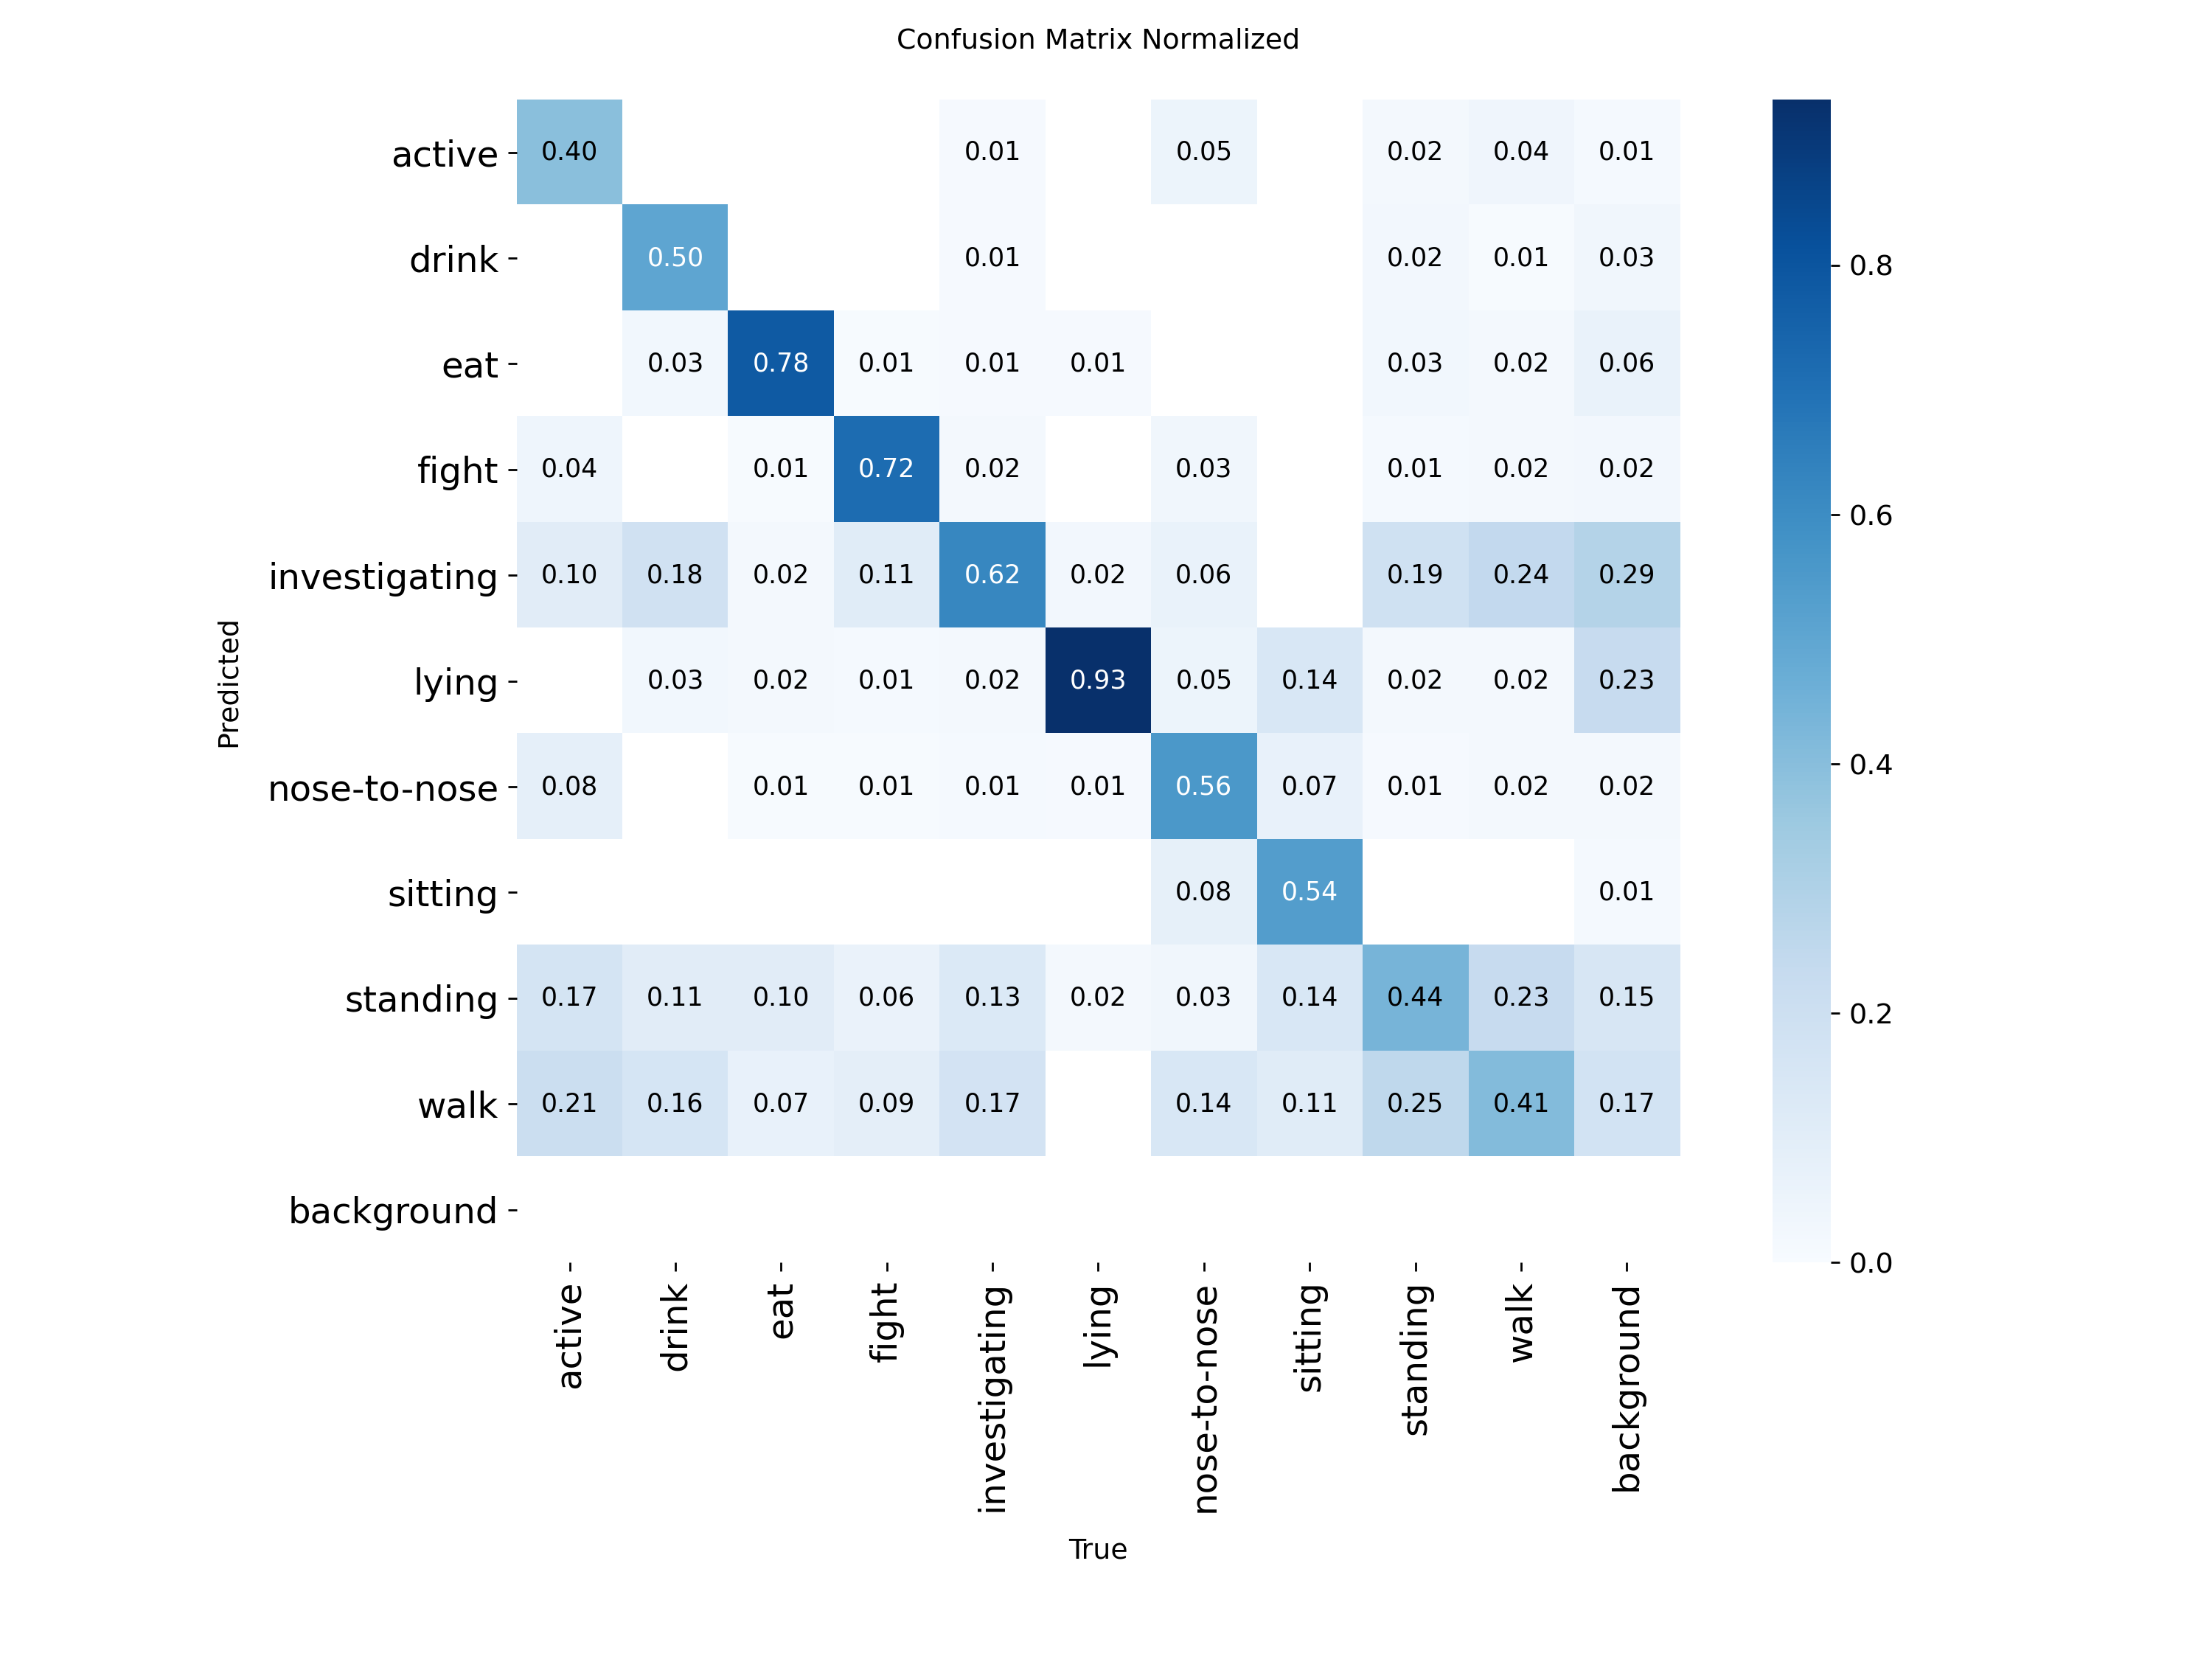 Confusion Matrix Normalized
active 0.40 0.01 0.05 0.02 0.04 0.01
drink 0.50 0.01 0.02 0.01 0.03
0.8
eat 0.03 0.78 0.01 0.01 0.01 0.03 0.02 0.06
fight 0.04 0.01 0.72 0.02 0.03 0.01 0.02 0.02
0.6
investigating 0.10 0.18 0.02 0.11 0.62 0.02 0.06 0.19 0.24 0.29
Predicted
lying 0.03 0.02 0.01 0.02 0.93 0.05 0.14 0.02 0.02 0.23
0.4
nose-to-nose 0.08 0.01 0.01 0.01 0.01 0.56 0.07 0.01 0.02 0.02
sitting 0.08 0.54 0.01
standing 0.17 0.11 0.10 0.06 0.13 0.02 0.03 0.14 0.44 0.23 0.15
0.2
walk 0.21 0.16 0.07 0.09 0.17 0.14 0.11 0.25 0.41 0.17
background
0.0
active drink eat fight investigating lying nose-to-nose sitting standing walk background
True